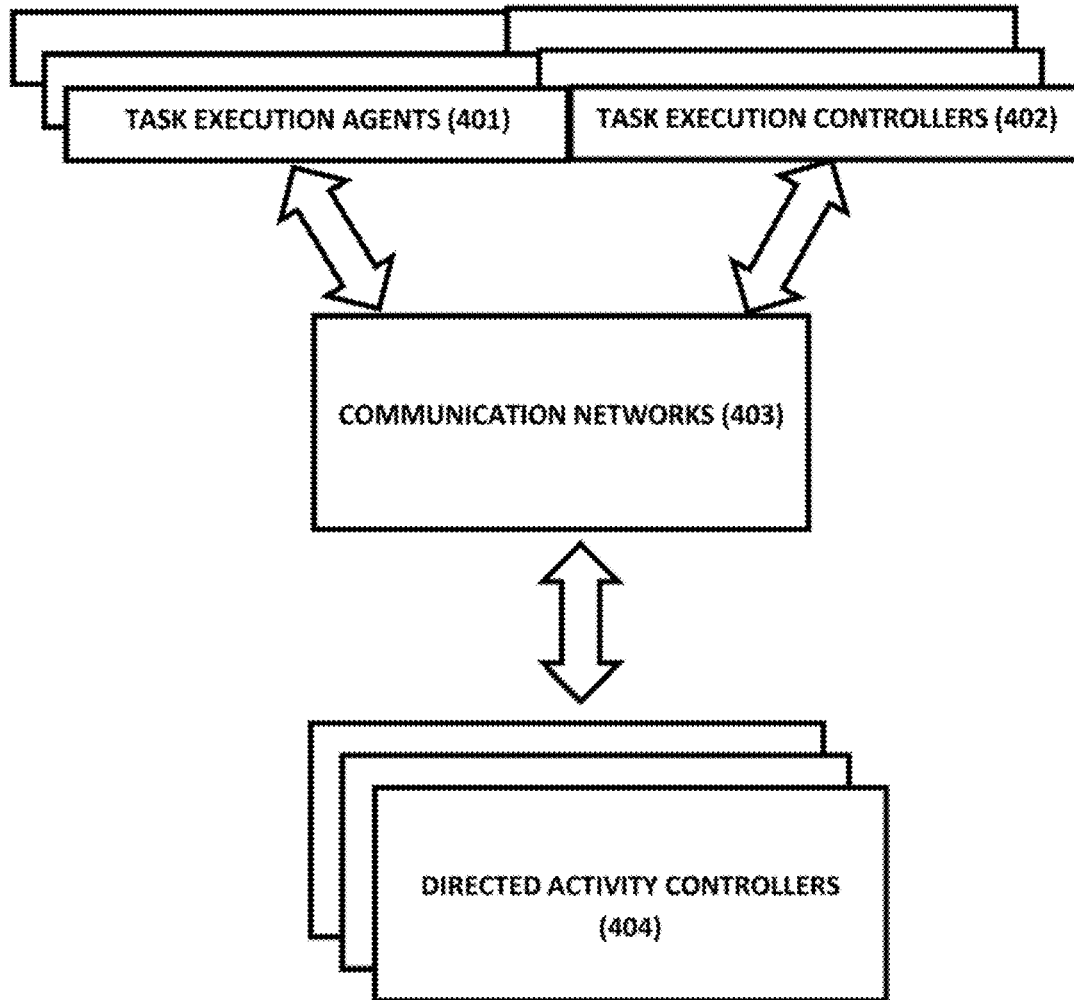 TASK EXECUTION AGENTS (401)
TASK EXECUTION CONTROLLERS (402)
COMMUNICATION NETWORKS (403)
DIRECTED ACTIVITY CONTROLLERS
(404)